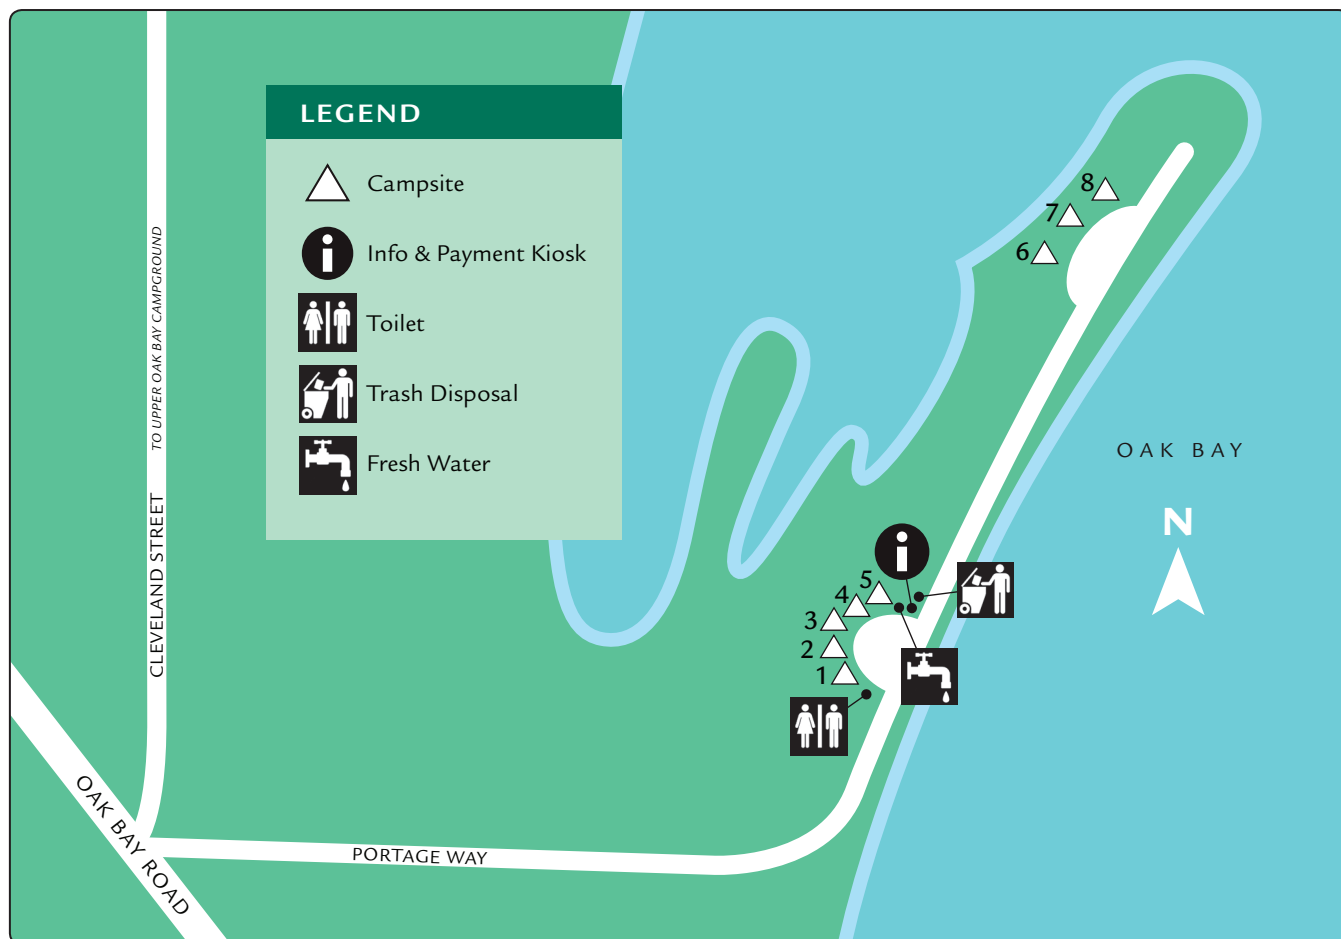 LEGEND
Campsite
Info & Payment Kiosk
Toilet
Trash Disposal
Fresh Water
TO UPPER OAK BAY CAMPGROUND
CLEVELAND STREET
OAK BAY ROAD
PORTAGE WAY
8
7
6
OAK BAY
N
5
4
3
2
1